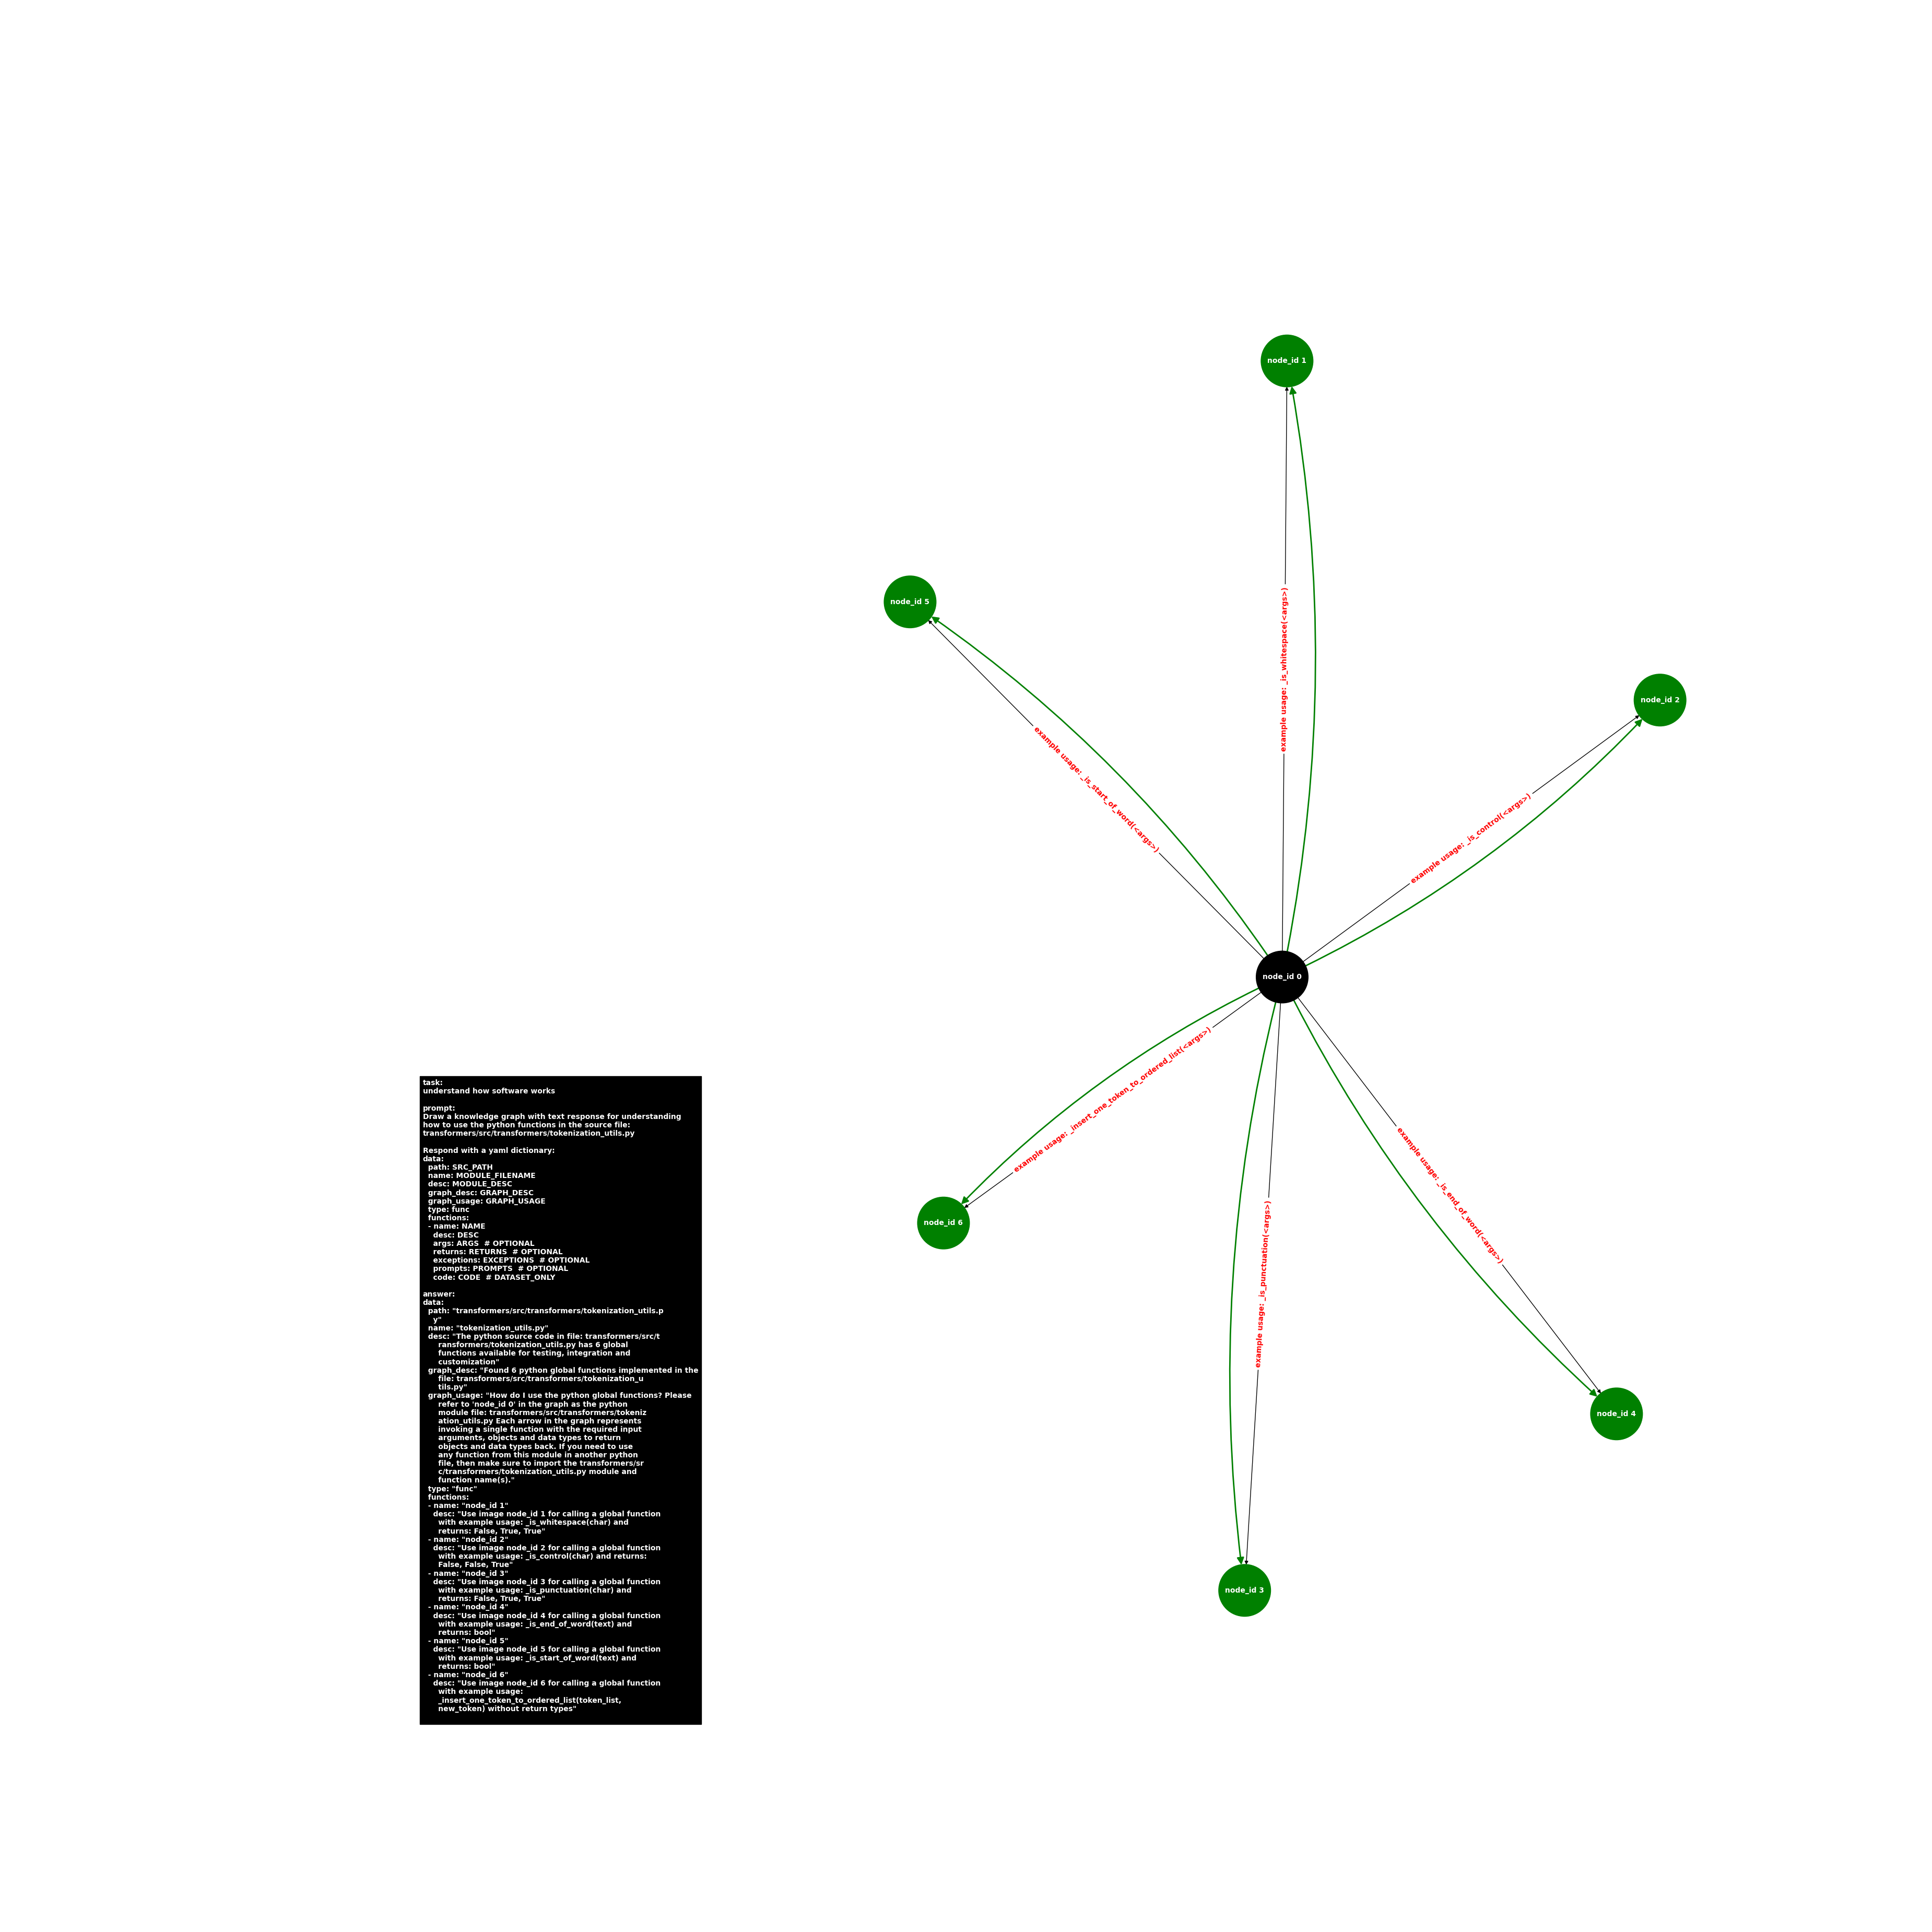 node_id 1
node_id 5
example usage: _is_whitespace(<args>)
node_id 2
example usage: _is_start_of_word(<args>)
example usage: _is_control(<args>)
node_id 0
example usage: _insert_one_token_to_ordered_list(<args>)
example usage: _is_end_of_word(<args>)
node_id 6
example usage: _is_punctuation(<args>)
node_id 4
node_id 3
task:
understand how software works

prompt:
Draw a knowledge graph with text response for understanding
how to use the python functions in the source file:
transformers/src/transformers/tokenization_utils.py

Respond with a yaml dictionary:
data:
  path: SRC_PATH
  name: MODULE_FILENAME
  desc: MODULE_DESC
  graph_desc: GRAPH_DESC
  graph_usage: GRAPH_USAGE
  type: func
  functions:
  - name: NAME
    desc: DESC
    args: ARGS  # OPTIONAL
    returns: RETURNS  # OPTIONAL
    exceptions: EXCEPTIONS  # OPTIONAL
    prompts: PROMPTS  # OPTIONAL
    code: CODE  # DATASET_ONLY

answer:
data:
  path: "transformers/src/transformers/tokenization_utils.p
    y"
  name: "tokenization_utils.py"
  desc: "The python source code in file: transformers/src/t
      ransformers/tokenization_utils.py has 6 global
      functions available for testing, integration and
      customization"
  graph_desc: "Found 6 python global functions implemented in the
      file: transformers/src/transformers/tokenization_u
      tils.py"
  graph_usage: "How do I use the python global functions? Please
      refer to 'node_id 0' in the graph as the python
      module file: transformers/src/transformers/tokeniz
      ation_utils.py Each arrow in the graph represents
      invoking a single function with the required input
      arguments, objects and data types to return
      objects and data types back. If you need to use
      any function from this module in another python
      file, then make sure to import the transformers/sr
      c/transformers/tokenization_utils.py module and
      function name(s)."
  type: "func"
  functions:
  - name: "node_id 1"
    desc: "Use image node_id 1 for calling a global function
      with example usage: _is_whitespace(char) and
      returns: False, True, True"
  - name: "node_id 2"
    desc: "Use image node_id 2 for calling a global function
      with example usage: _is_control(char) and returns:
      False, False, True"
  - name: "node_id 3"
    desc: "Use image node_id 3 for calling a global function
      with example usage: _is_punctuation(char) and
      returns: False, True, True"
  - name: "node_id 4"
    desc: "Use image node_id 4 for calling a global function
      with example usage: _is_end_of_word(text) and
      returns: bool"
  - name: "node_id 5"
    desc: "Use image node_id 5 for calling a global function
      with example usage: _is_start_of_word(text) and
      returns: bool"
  - name: "node_id 6"
    desc: "Use image node_id 6 for calling a global function
      with example usage:
      _insert_one_token_to_ordered_list(token_list,
      new_token) without return types"